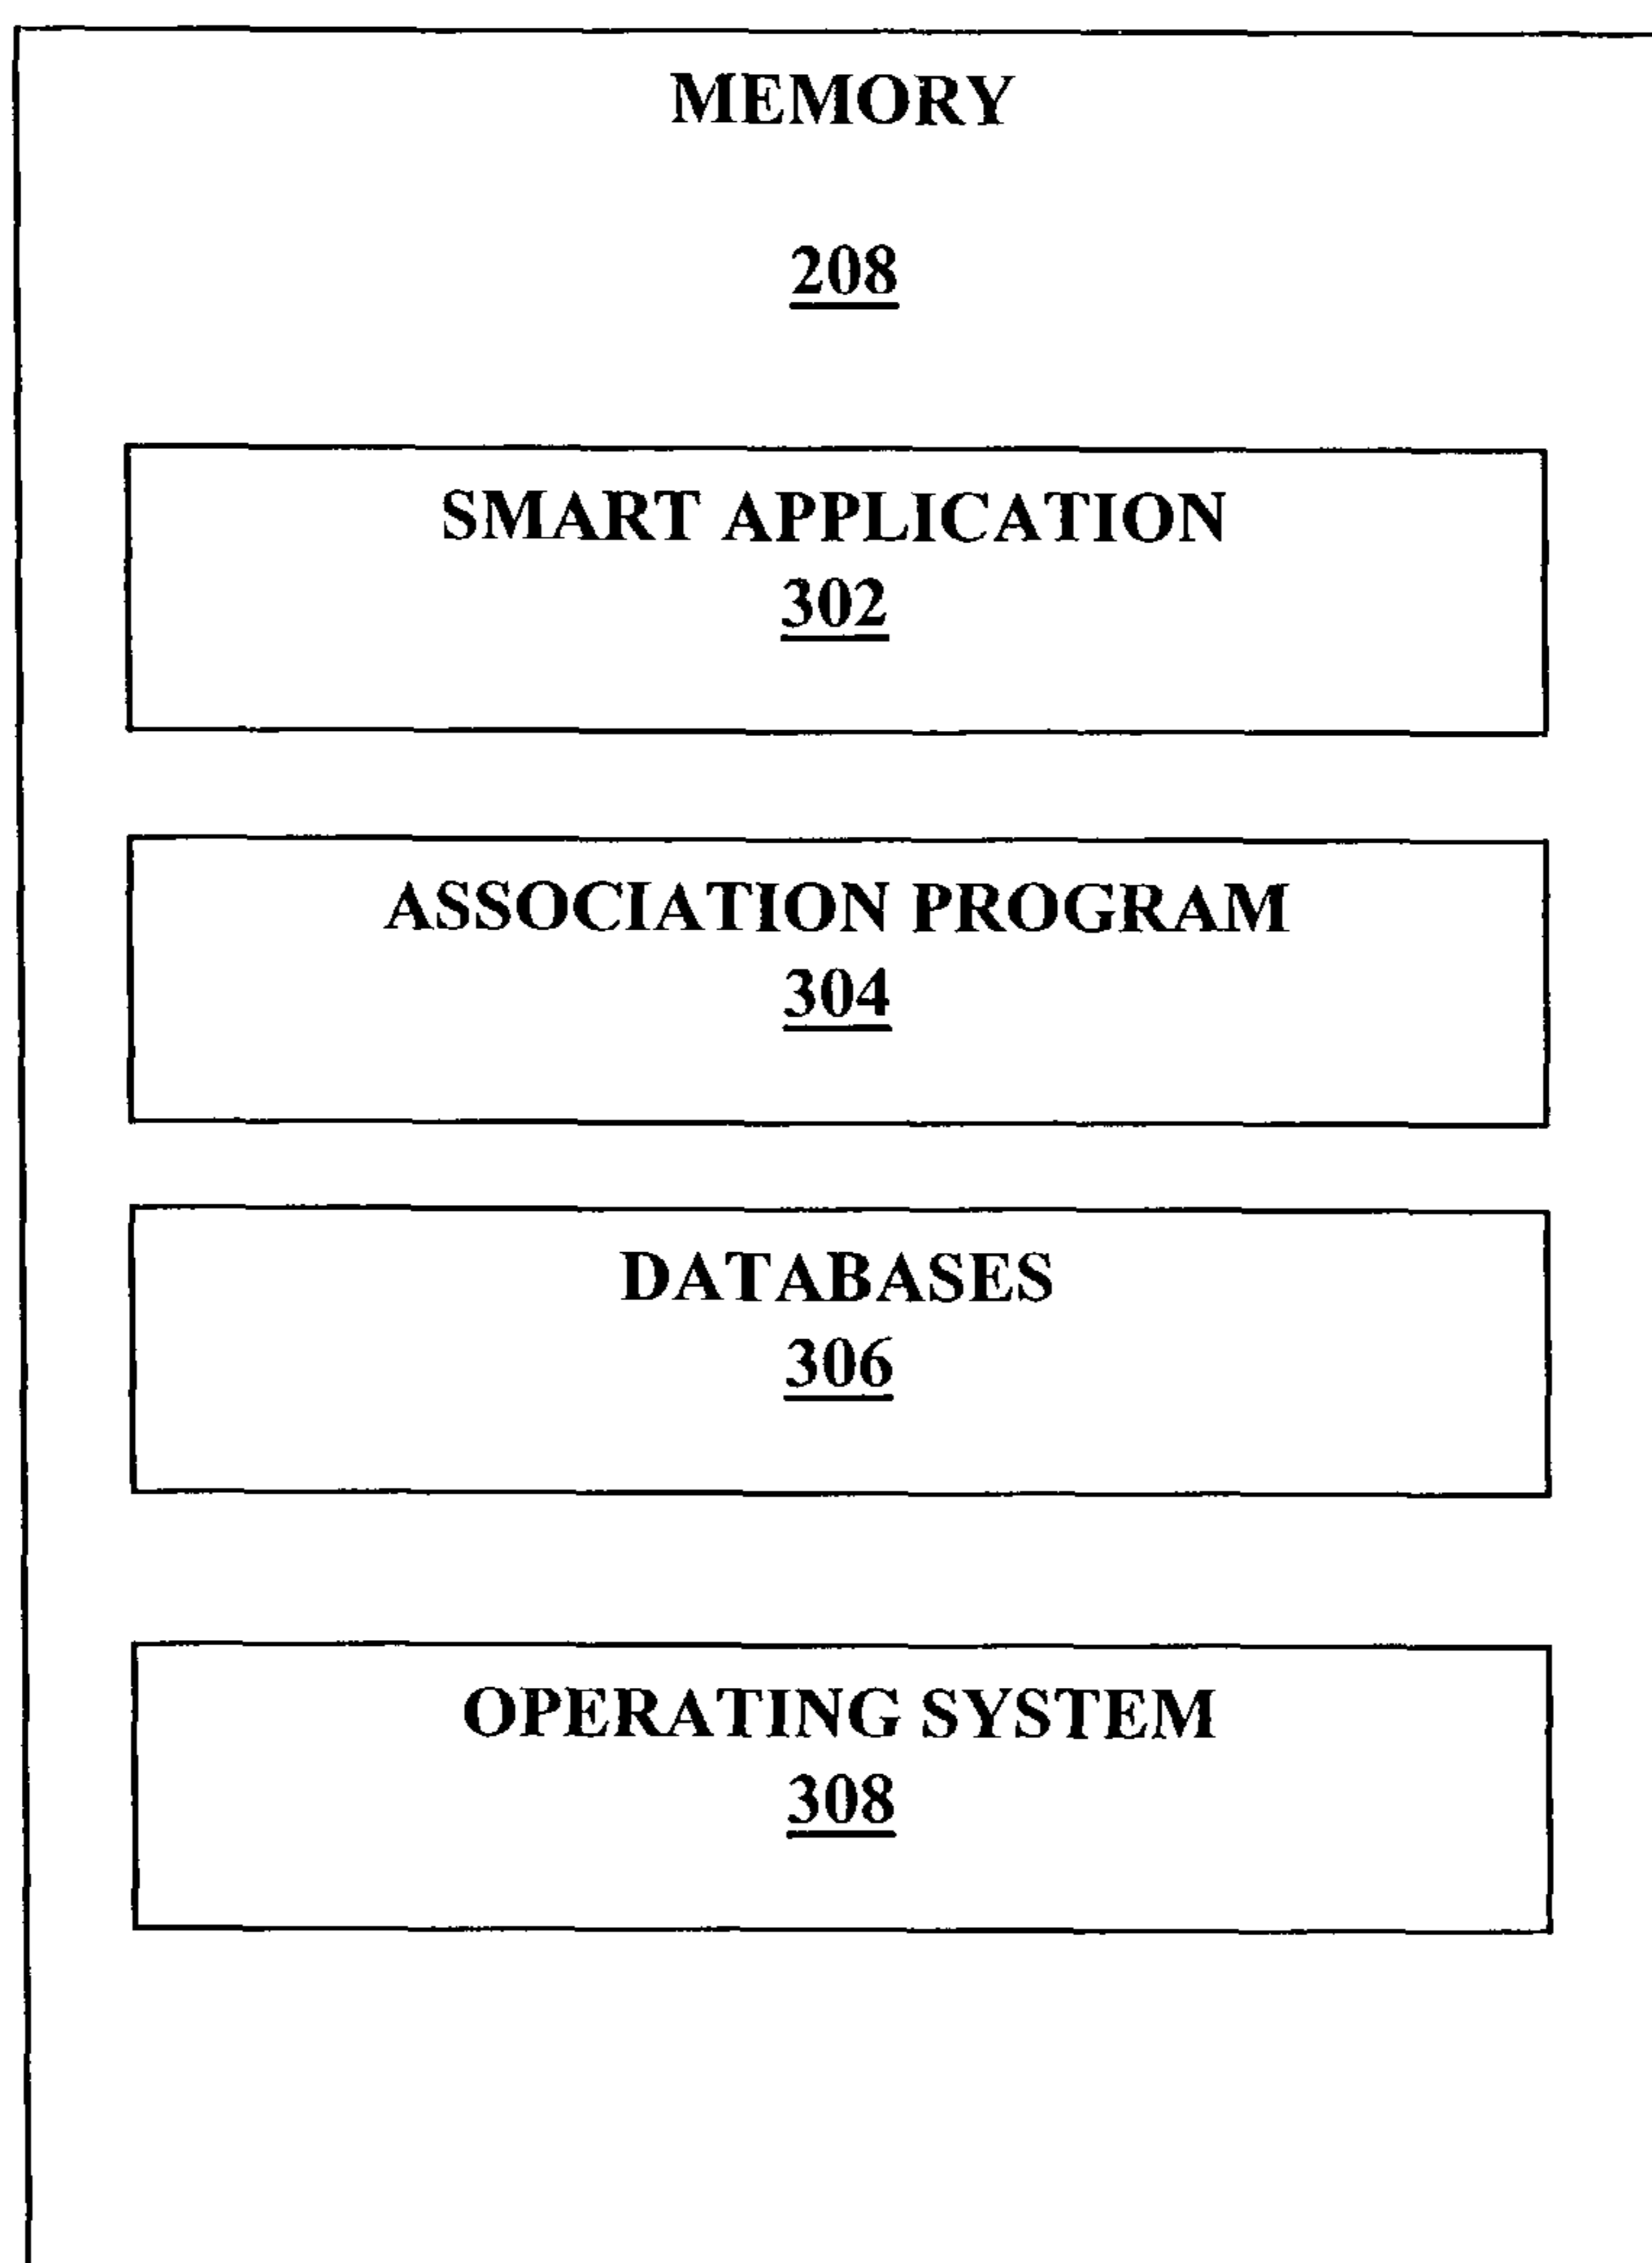 MEMORY
208
SMART APPLICATION
302
ASSOCIATION PROGRAM
304
DATABASES
306
OPERATING SYSTEM
308